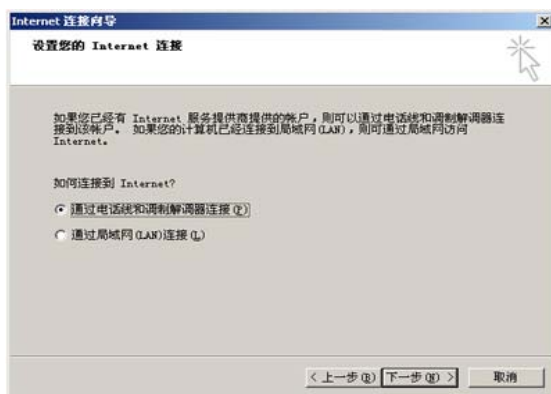 Internet 连接向导
设置您的 Internet 连接
如果您已经有 Internet 服务提供商提供的帐户，则可以通过电话线和调制解调器连
接到该帐户。 如果您的计算机已经连接到局域网(LAN)，则可通过局域网访问
Internet。
如何连接到 Internet?
通过电话线和调制解调器连接(P)
通过局域网(LAN)连接(L)
< 上一步(B) 下一步(N) > 取消